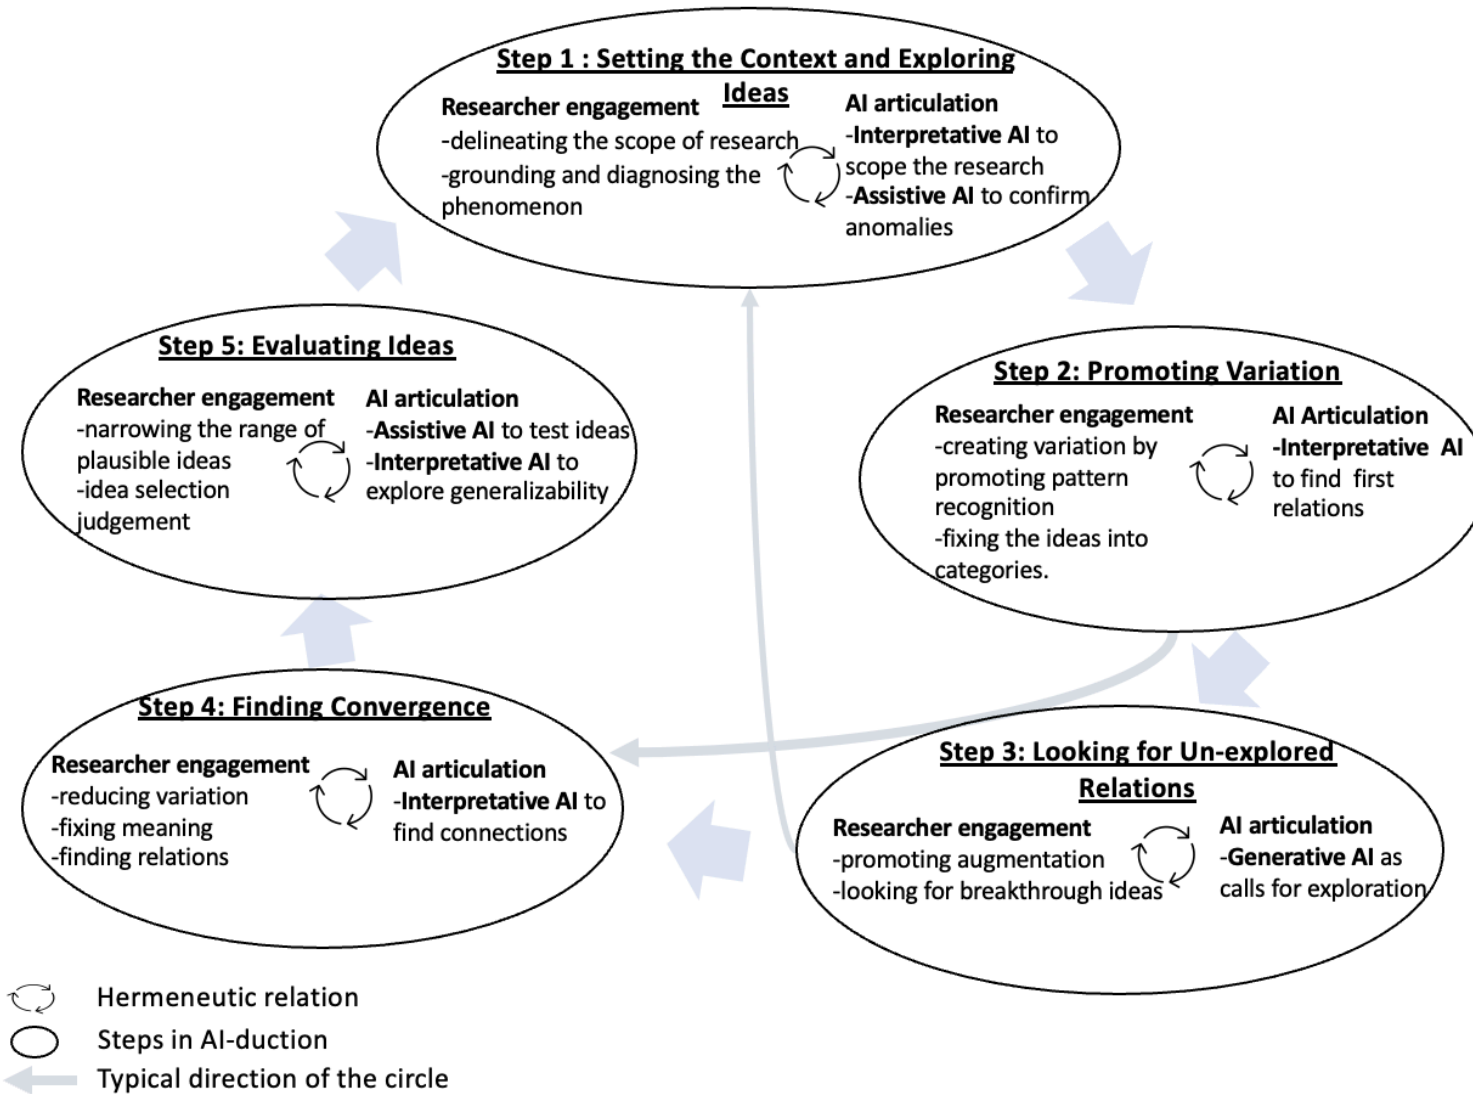 Step 1 : Setting the Context and Exploring
Ideas
Researcher engagement
-delineating the scope of research
-grounding and diagnosing the
phenomenon
AI articulation
-Interpretative AI to
scope the research
-Assistive AI to confirm
anomalies
Step 2: Promoting Variation
Researcher engagement
-creating variation by
promoting pattern
recognition
-fixing the ideas into
categories.
AI Articulation
-Interpretative AI
to find first
relations
Step 3: Looking for Un-explored
Relations
Researcher engagement
-promoting augmentation
-looking for breakthrough ideas
AI articulation
-Generative AI as
calls for exploration
Step 4: Finding Convergence
Researcher engagement
-reducing variation
-fixing meaning
-finding relations
AI articulation
-Interpretative AI to
find connections
Step 5: Evaluating Ideas
Researcher engagement
-narrowing the range of
plausible ideas
-idea selection
judgement
AI articulation
-Assistive AI to test ideas
-Interpretative AI to
explore generalizability
Hermeneutic relation
Steps in AI-duction
Typical direction of the circle